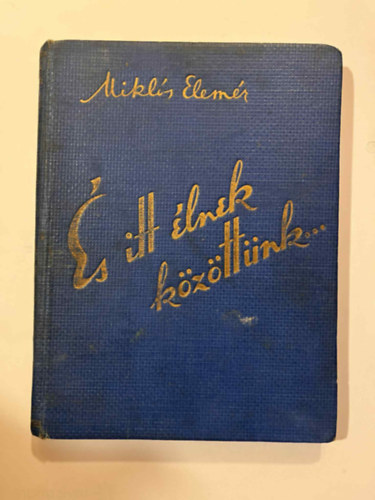 Miklós Elemér
És itt élnek
közöttünk...